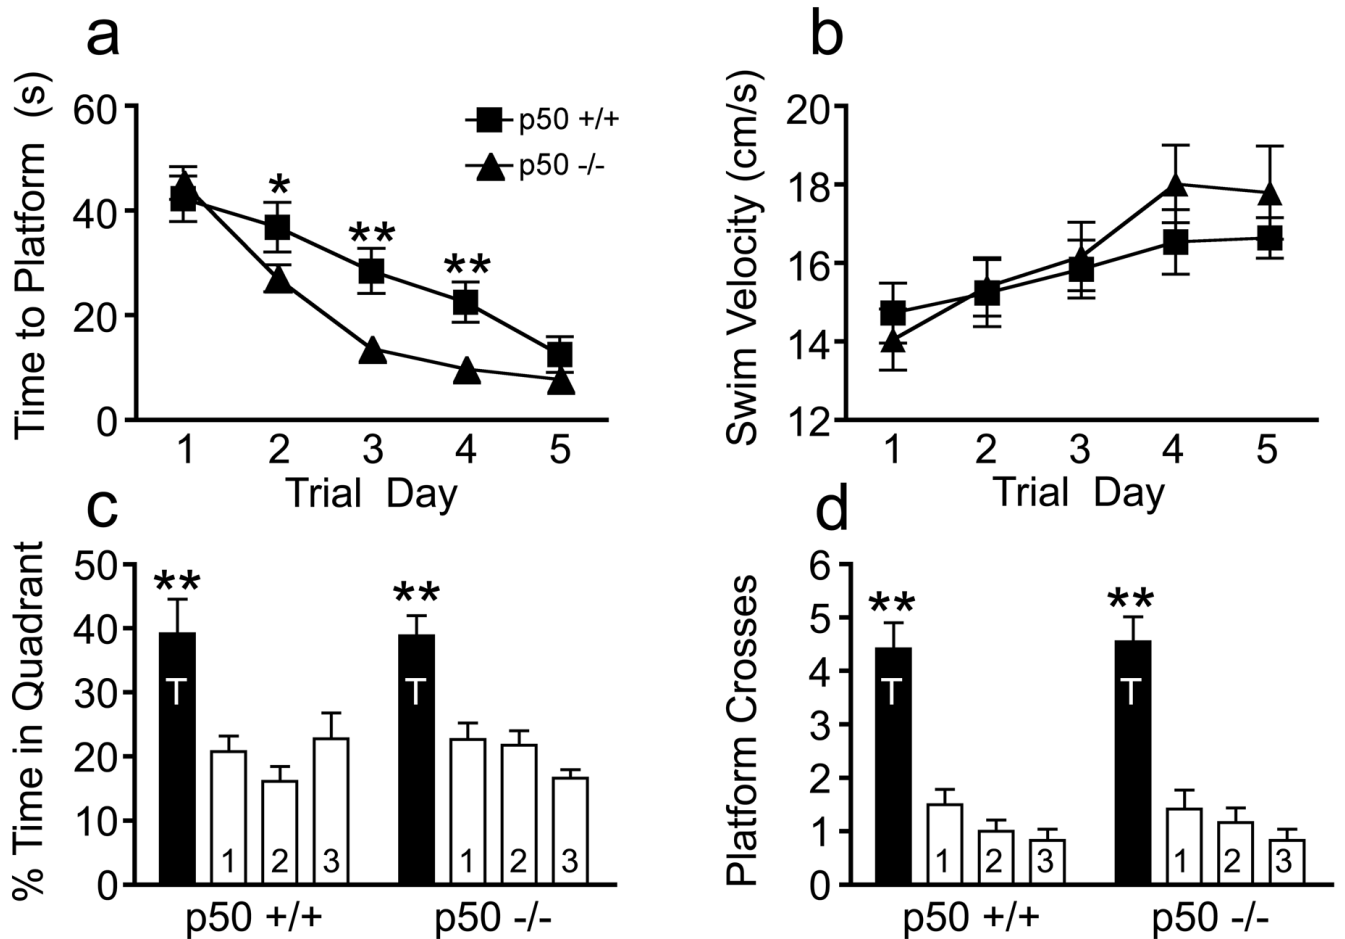 a
Time to Platform (s)
60
40
20
0
p50 +/+
p50 -/-
*
**
**
1 2 3 4 5
Trial Day
b
Swim Velocity (cm/s)
20
18
16
14
12
1 2 3 4 5
Trial Day
c
% Time in Quadrant
50
40
30
20
10
0
** **
T 1 2 3 T 1 2 3
p50 +/+ p50 -/-
d
Platform Crosses
6
5
4
3
2
1
0
** **
T 1 2 3 T 1 2 3
p50 +/+ p50 -/-